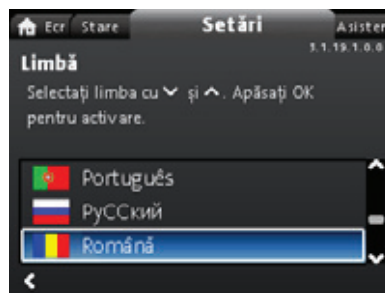 Ecr Stare Setări Asister
3.1.19.1.0.0
Limbă
Selectați limba cu și . Apăsați OK
pentru activare.
Português
РуССкий
Română